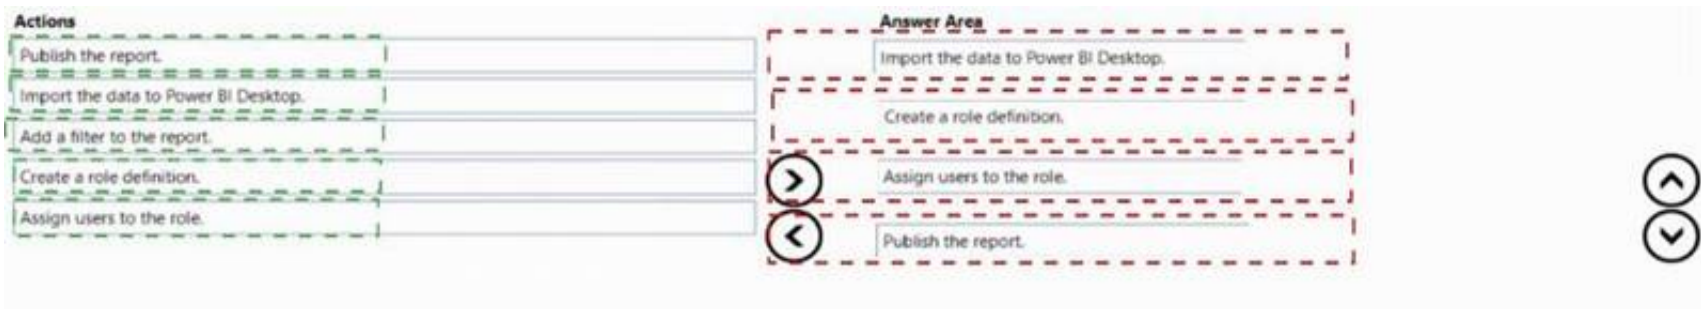 Actions
Publish the report.
Import the data to Power BI Desktop.
Add a filter to the report.
Create a role definition.
Assign users to the role.
Answer Area
Import the data to Power BI Desktop.
Create a role definition.
Assign users to the role.
Publish the report.